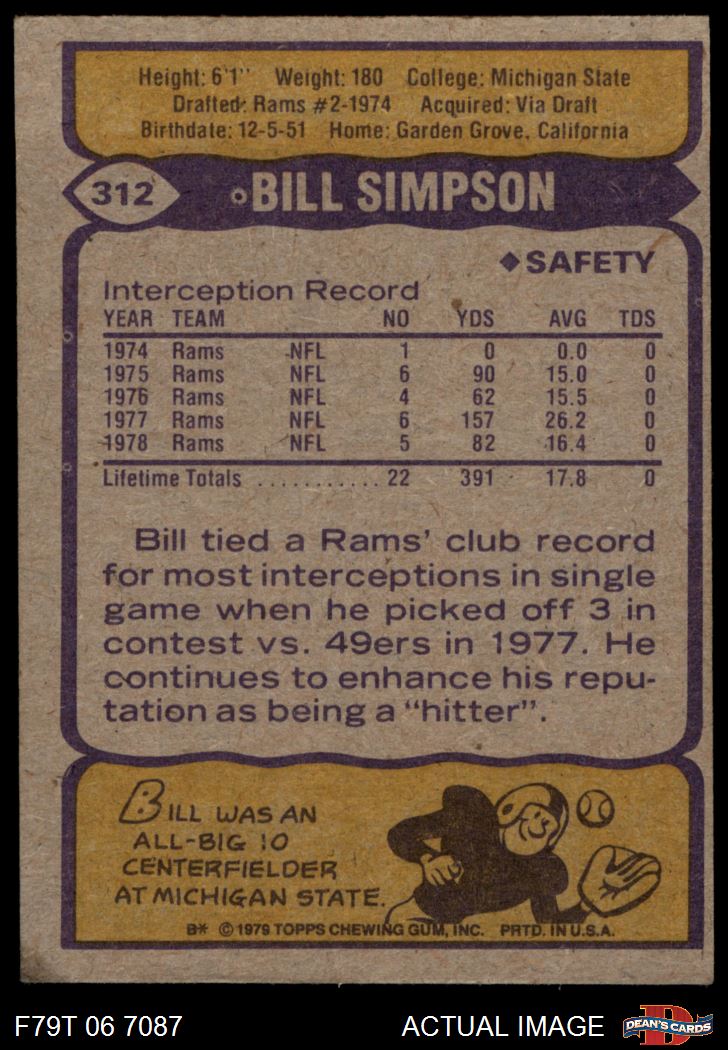 Height: 6'1" Weight: 180 College: Michigan State
Drafted: Rams #2-1974 Acquired: Via Draft
Birthdate: 12-5-51 Home: Garden Grove, California
312 BILL SIMPSON
SAFETY
Interception Record
YEAR TEAM NO YDS AVG TDS
1974 Rams NFL 1 0 0.0 0
1975 Rams NFL 6 90 15.0 0
1976 Rams NFL 4 62 15.5 0
1977 Rams NFL 6 157 26.2 0
1978 Rams NFL 5 82 16.4 0
Lifetime Totals ........... 22 391 17.8 0
Bill tied a Rams' club record
for most interceptions in single
game when he picked off 3 in
contest vs. 49ers in 1977. He
continues to enhance his repu-
tation as being a "hitter".
BILL WAS AN
ALL-BIG 10
CENTERFIELDER
AT MICHIGAN STATE.
B* © 1979 TOPPS CHEWING GUM, INC. PRTD. IN U.S.A.
F79T 06 7087 ACTUAL IMAGE DEAN'S CARDS